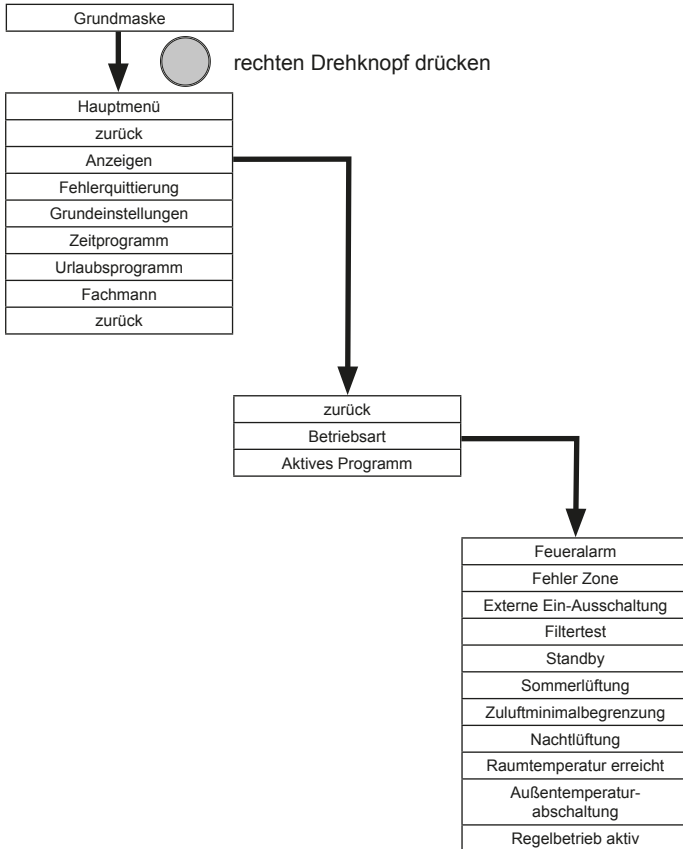 Grundmaske
rechten Drehknopf drücken
Hauptmenü
zurück
Anzeigen
Fehlerquittierung
Grundeinstellungen
Zeitprogramm
Urlaubsprogramm
Fachmann
zurück
zurück
Betriebsart
Aktives Programm
Feueralarm
Fehler Zone
Externe Ein-Ausschaltung
Filtertest
Standby
Sommerlüftung
Zuluftminimalbegrenzung
Nachtlüftung
Raumtemperatur erreicht
Außentemperatur-
abschaltung
Regelbetrieb aktiv